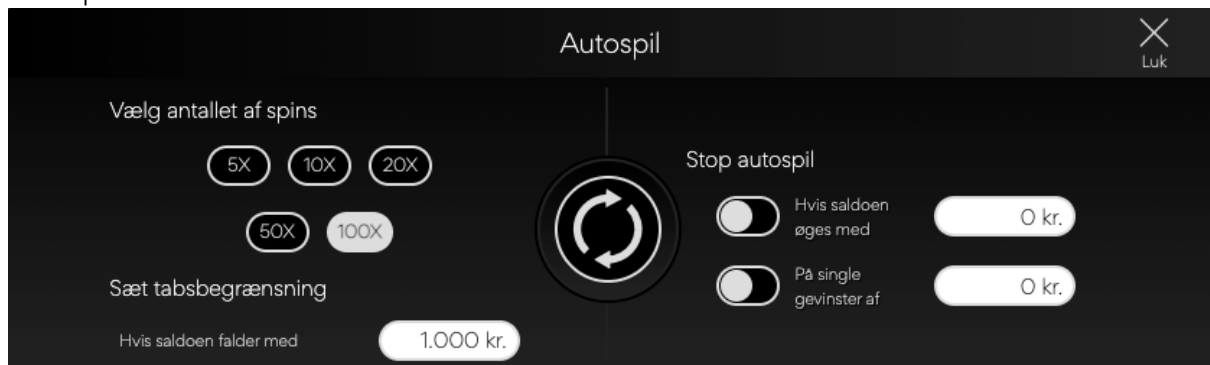 Autospil
Luk
Vælg antallet af spins
5X 10X 20X
50X 100X
Sæt tabsbegrænsning
Hvis saldoen falder med 1.000 kr.
Stop autospil
Hvis saldoen
øges med
0 kr.
På single
gevinster af
0 kr.